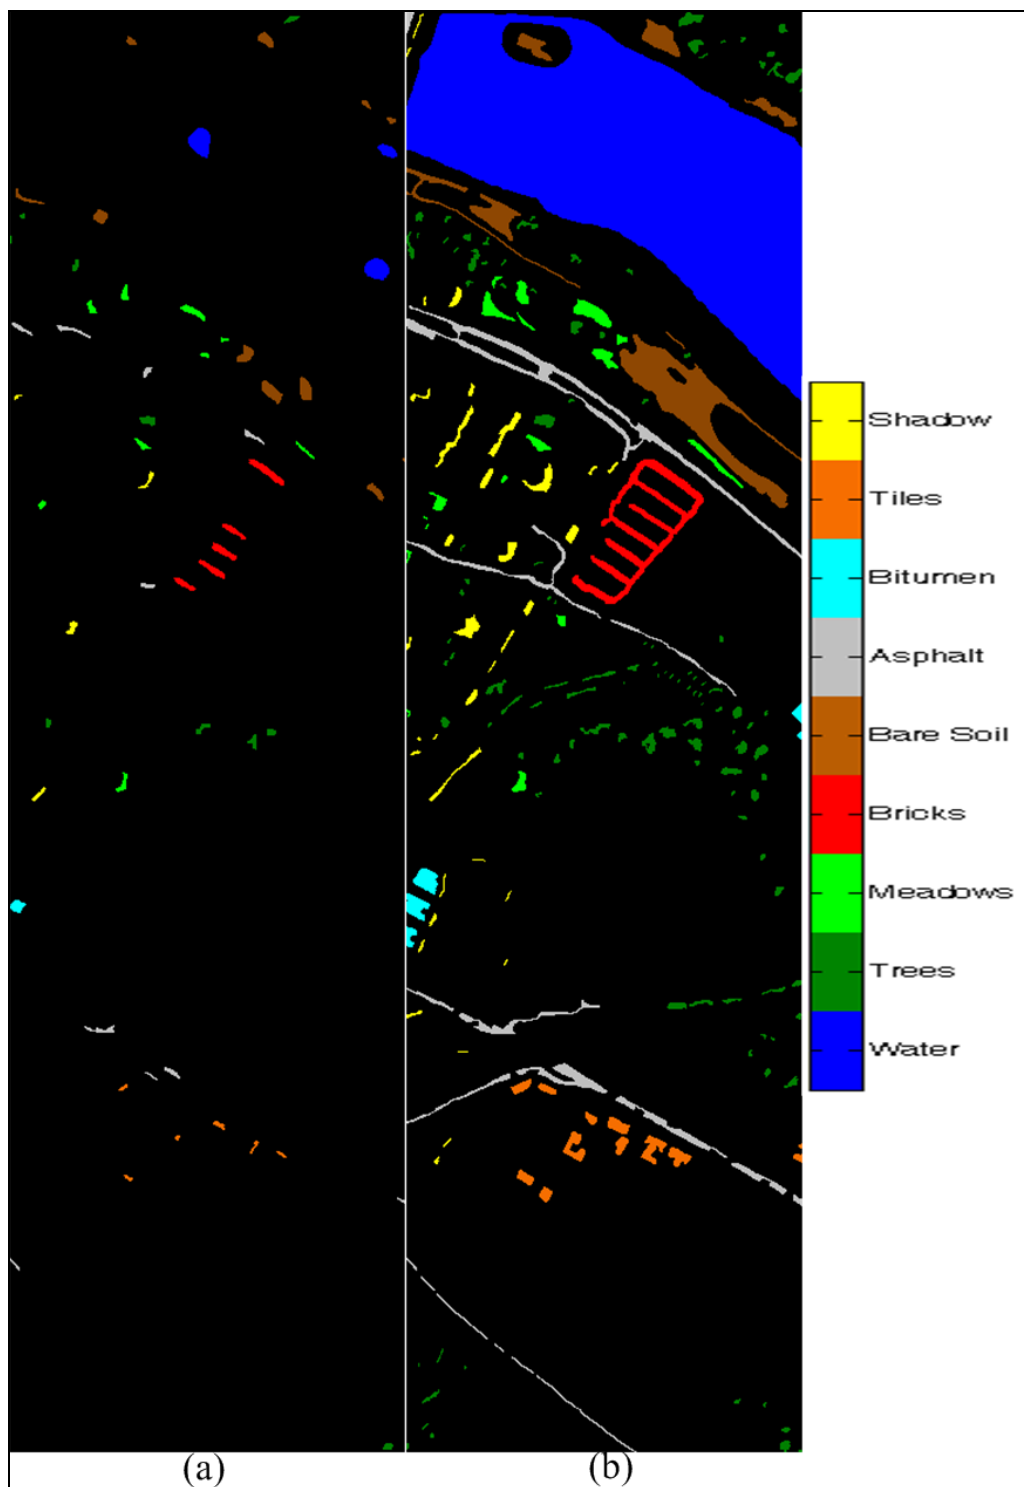 Shadow
Tiles
Bitumen
Asphalt
Bare Soil
Bricks
Meadows
Trees
Water
(a)
(b)